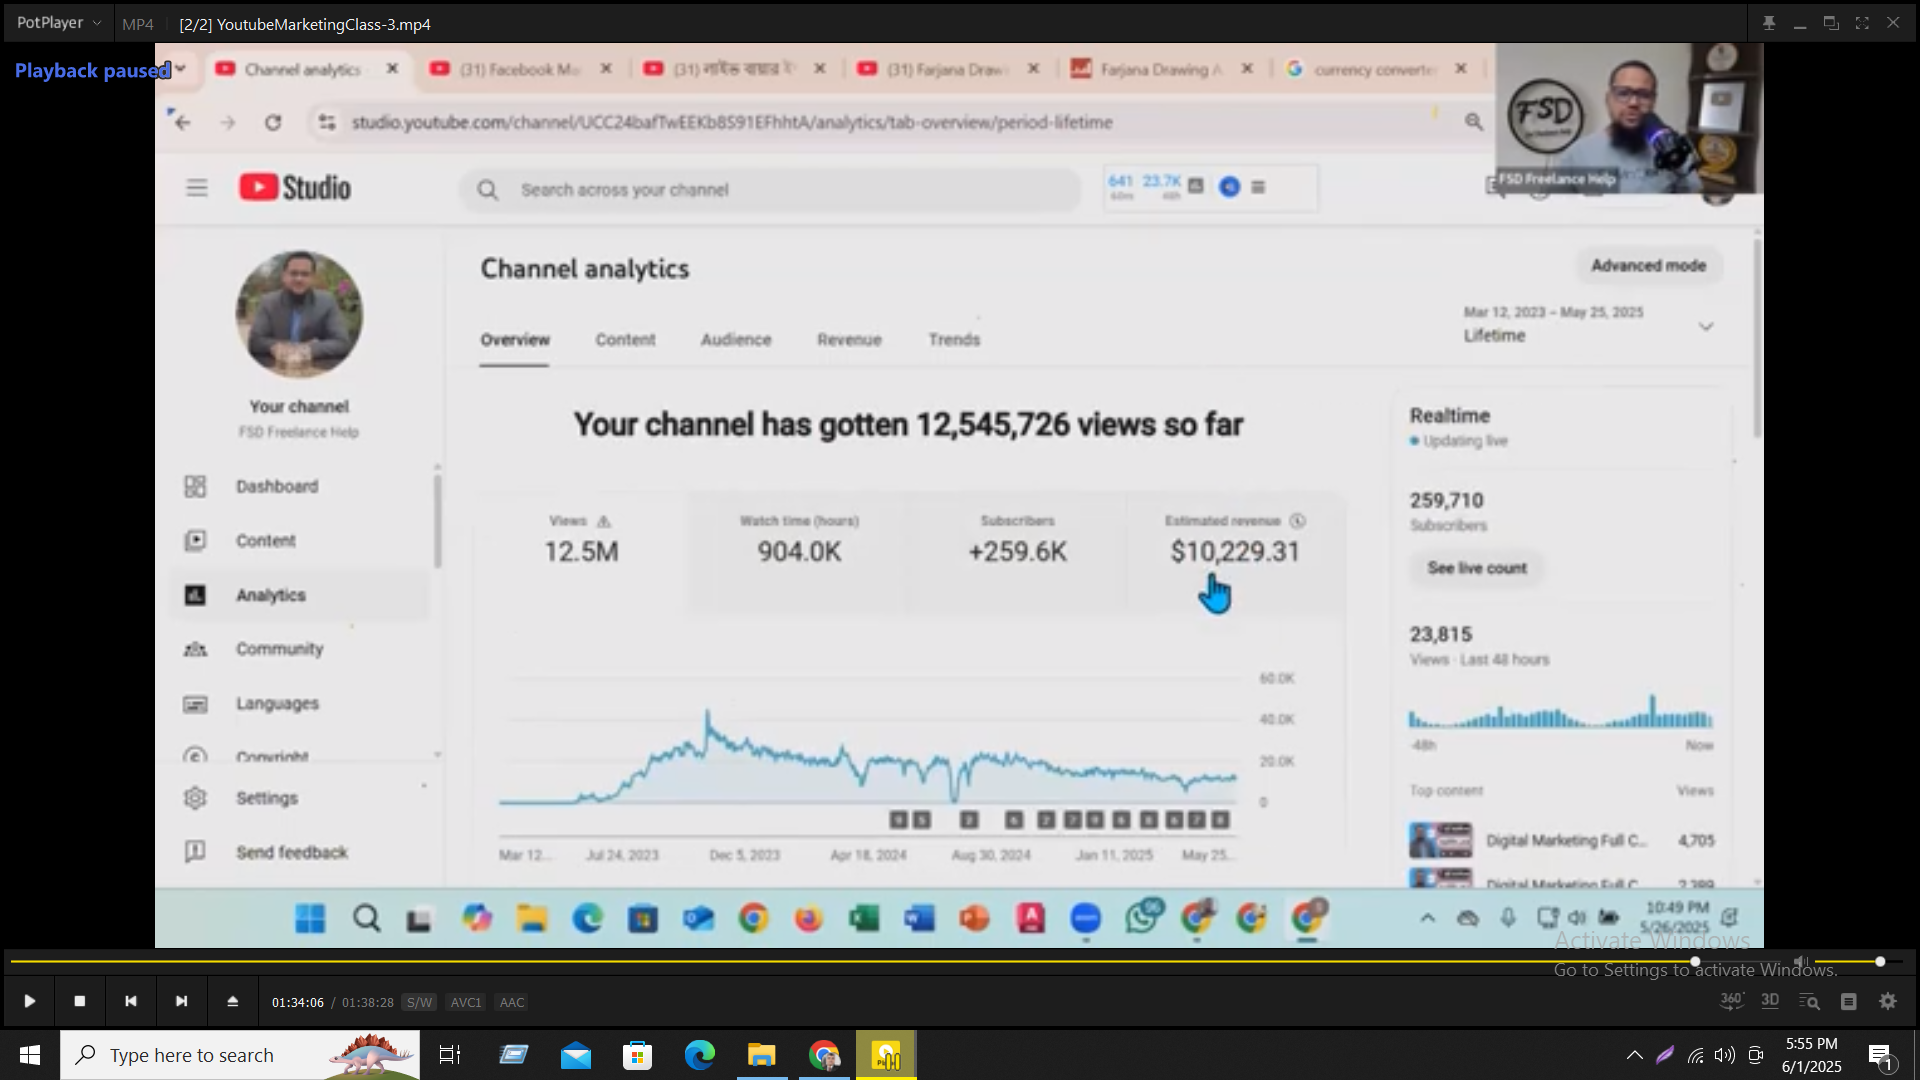 PotPlayer MP4 [2/2] YoutubeMarketingClass-3.mp4
Playback paused
Channel analytics (31) Facebook Ma (31) লাইক বাঘার (31) Farjana Draw Farjana Drawing A currency converte
studio.youtube.com/channel/UCC24bafTwEEKb8S91EFhhtA/analytics/tab-overview/period-lifetime
FSD
FSD Freelance Help
Studio
Search across your channel
641 23.7K
60m 48h
Channel analytics
Advanced mode
Mar 12, 2023 – May 25, 2025
Lifetime
Overview Content Audience Revenue Trends
Your channel
FSD Freelance Help
Dashboard
Content
Analytics
Community
Languages
Copyright
Settings
Send feedback
Your channel has gotten 12,545,726 views so far
Views Watch time (hours) Subscribers Estimated revenue
12.5M 904.0K +259.6K $10,229.31
60.0K
40.0K
20.0K
0
Mar 12... Jul 24, 2023 Dec 5, 2023 Apr 18, 2024 Aug 30, 2024 Jan 11, 2025 May 25...
Realtime
Updating live
259,710
Subscribers
See live count
23,815
Views · Last 48 hours
-48h Now
Top content Views
Digital Marketing Full C... 4,705
Digital Marketing Full C 2,389
10:49 PM
5/26/2025
Activate Windows
Go to Settings to activate Windows.
01:34:06 / 01:38:28 S/W AVC1 AAC
360° 3D
Type here to search
5:55 PM
6/1/2025
1